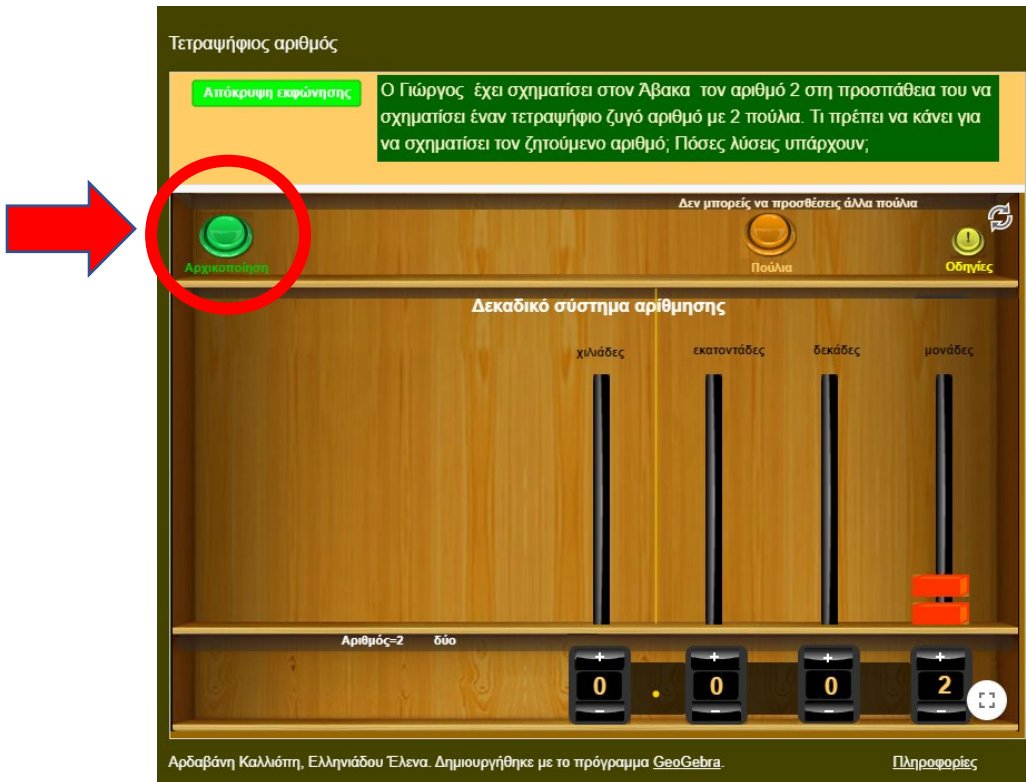 Τετραψήφιος αριθμός
Απόκρυψη εκφώνησης
Ο Γιώργος έχει σχηματίσει στον Άβακα τον αριθμό 2 στη προσπάθεια του να
σχηματίσει έναν τετραψήφιο ζυγό αριθμό με 2 πούλια. Τι πρέπει να κάνει για
να σχηματίσει τον ζητούμενο αριθμό; Πόσες λύσεις υπάρχουν;
Δεν μπορείς να προσθέσεις άλλα πούλια
Αρχικοποίηση
Πούλια
!
Οδηγίες
Δεκαδικό σύστημα αρίθμησης
χιλιάδες εκατοντάδες δεκάδες μονάδες
Αριθμός=2 δύο
+ + + +
0 . 0 0 2
- - - -
Αρδαβάνη Καλλιόπη, Ελληνιάδου Έλενα. Δημιουργήθηκε με το πρόγραμμα GeoGebra.
Πληροφορίες